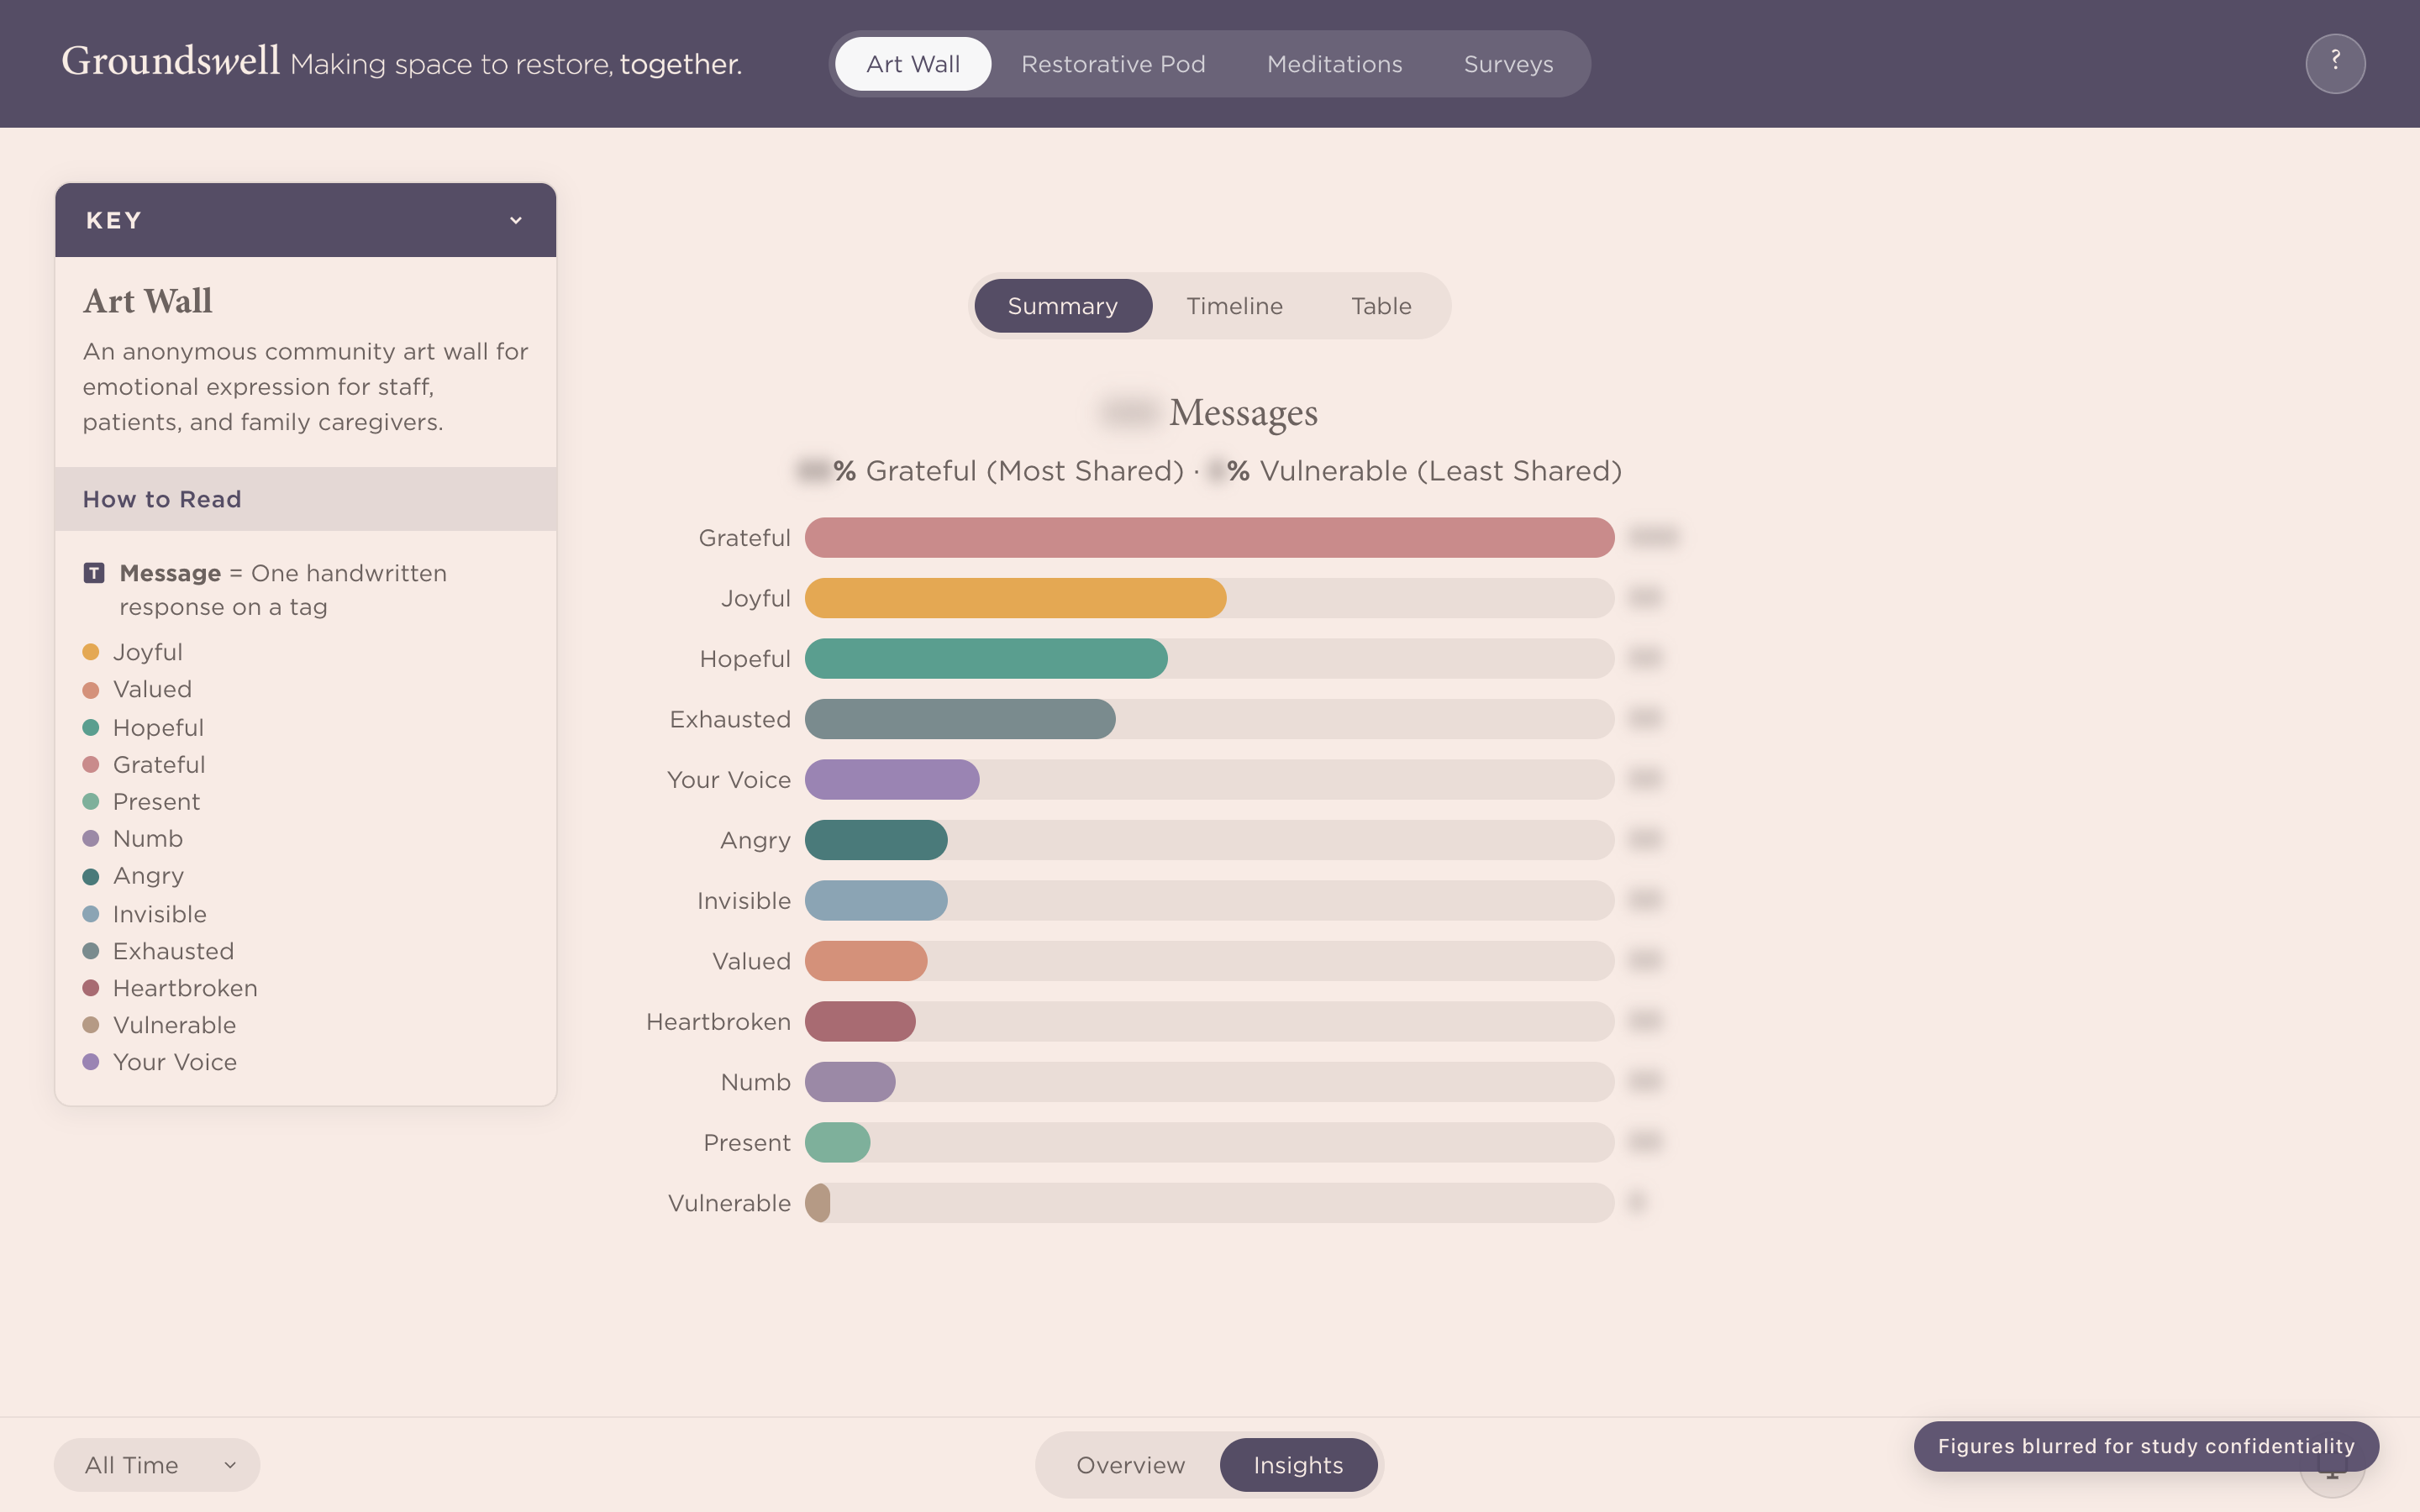 Groundswell Making space to restore, together.
Art Wall
Restorative Pod
Meditations
Surveys
?
KEY
Art Wall
An anonymous community art wall for
emotional expression for staff,
patients, and family caregivers.
How to Read
T Message = One handwritten
response on a tag
Joyful
Valued
Hopeful
Grateful
Present
Numb
Angry
Invisible
Exhausted
Heartbroken
Vulnerable
Your Voice
Summary
Timeline
Table
Messages
% Grateful (Most Shared) · % Vulnerable (Least Shared)
Grateful
Joyful
Hopeful
Exhausted
Your Voice
Angry
Invisible
Valued
Heartbroken
Numb
Present
Vulnerable
All Time
Overview
Insights
Figures blurred for study confidentiality